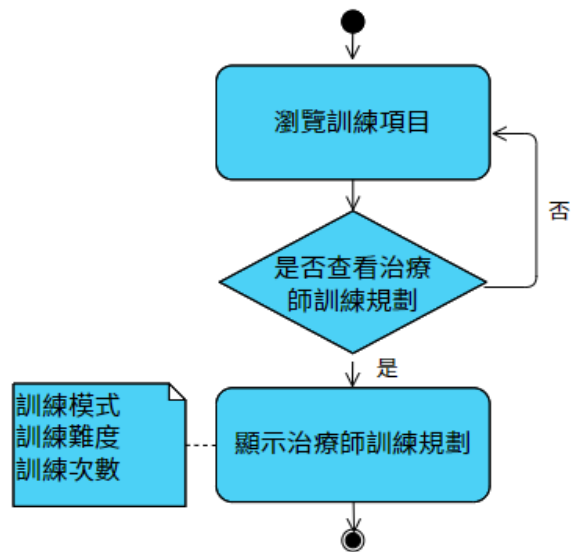 瀏覽訓練項目
否
是否查看治療
師訓練規劃
是
訓練模式
訓練難度
訓練次數
顯示治療師訓練規劃